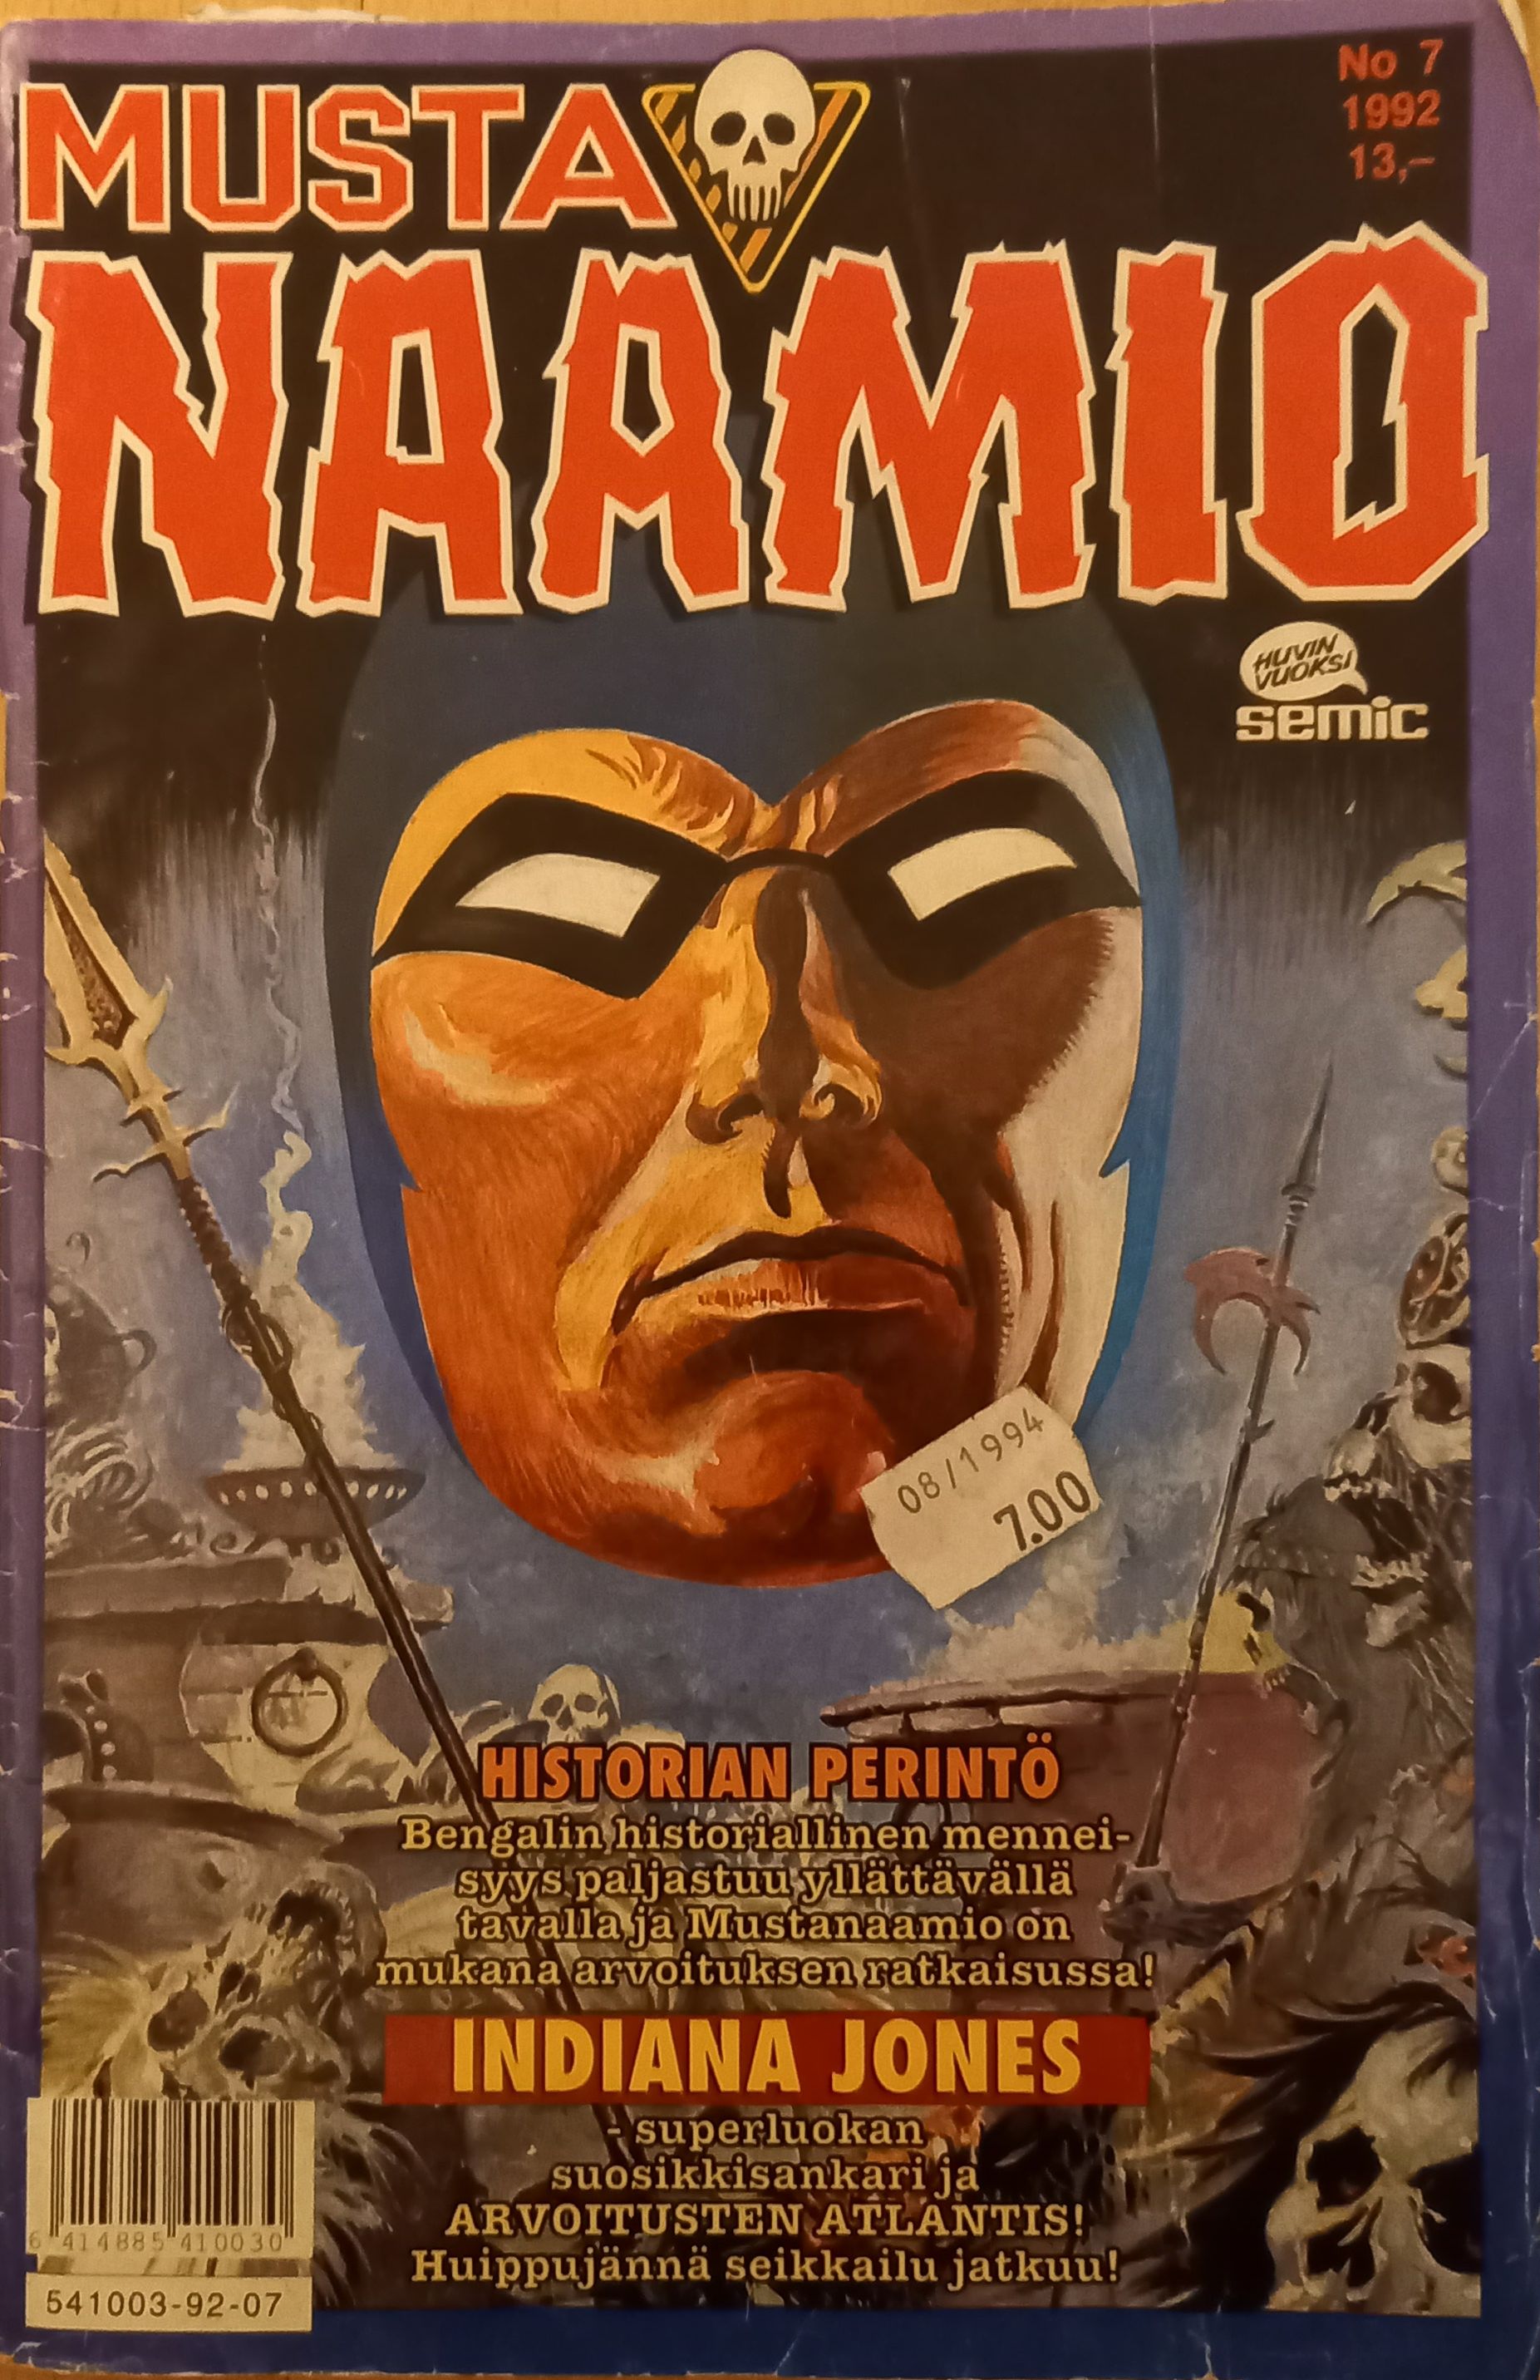 MUSTA
NAAMIO
No 7
1992
13,–
HUVIN
VUOKSI
semic
08/1994
7.00
HISTORIAN PERINTÖ
Bengalin historiallinen mennei-
syys paljastuu yllättävällä
tavalla ja Mustanaamio on
mukana arvoituksen ratkaisussa!
INDIANA JONES
- superluokan
suosikkisankari ja
ARVOITUSTEN ATLANTIS!
Huippujännä seikkailu jatkuu!
6 414885 410030
541003-92-07